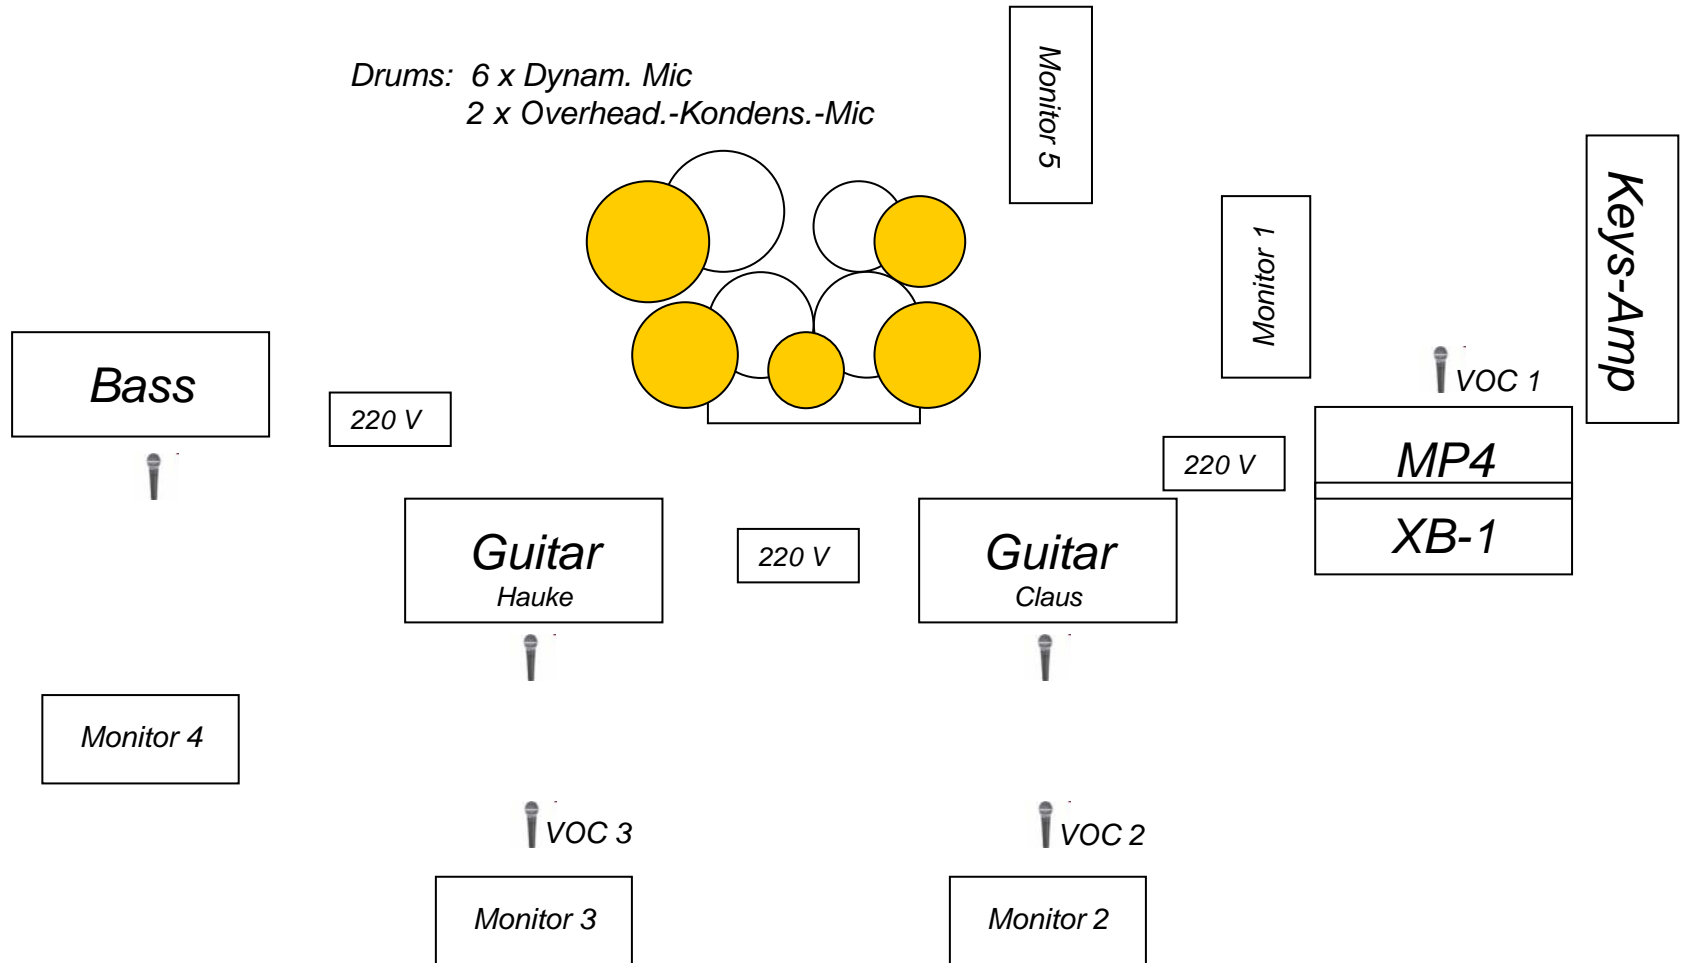 Drums: 6 x Dynam. Mic
2 x Overhead.-Kondens.-Mic
Monitor 5
Monitor 1
Keys-Amp
VOC 1
Bass
220 V
220 V
MP4
XB-1
Guitar
Hauke
220 V
Guitar
Claus
Monitor 4
VOC 3
VOC 2
Monitor 3
Monitor 2